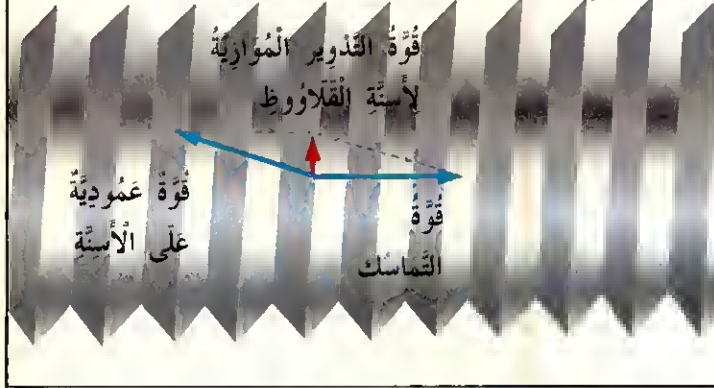 قُوَّةُ التَّدْوِيرِ الْمُوَازِيَةُ
لِأَسِنَّةِ الْقَلَاوُوظِ
قُوَّةٌ عَمُودِيَّةٌ
عَلَى الْأَسِنَّةِ
قُوَّةُ
التَّمَاسُك